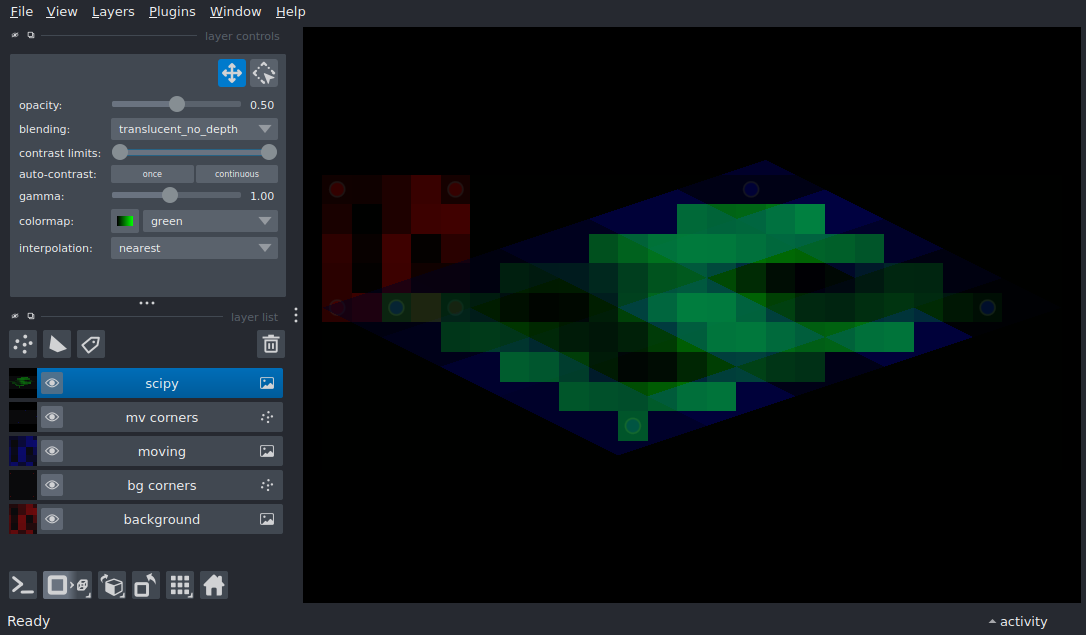 File View Layers Plugins Window Help
layer controls
opacity: 0.50
blending: translucent_no_depth
contrast limits:
auto-contrast: once continuous
gamma: 1.00
colormap: green
interpolation: nearest
layer list
scipy
mv corners
moving
bg corners
background
Ready
activity